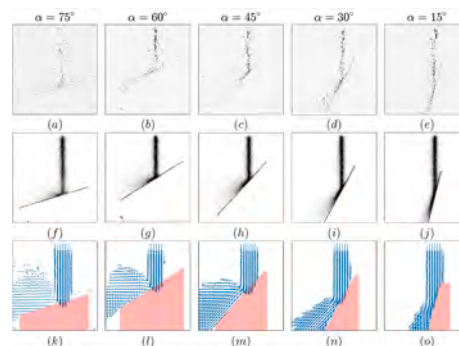 α = 75° α = 60° α = 45° α = 30° α = 15°
(a) (b) (c) (d) (e)
(f) (g) (h) (i) (j)
(k) (l) (m) (n) (o)